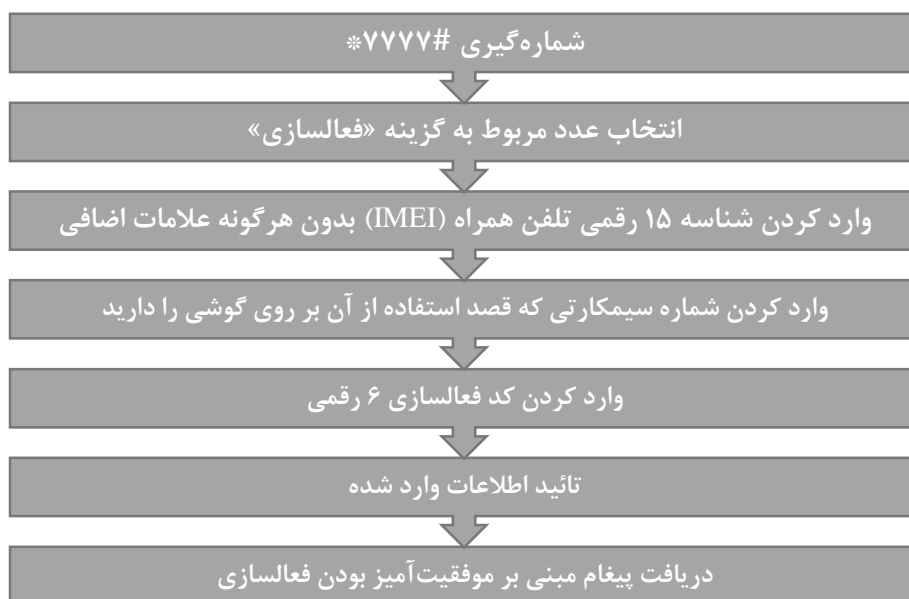 شماره‌گیری #۷۷۷۷*
انتخاب عدد مربوط به گزینه «فعالسازی»
وارد کردن شناسه ۱۵ رقمی تلفن همراه (IMEI) بدون هرگونه علامات اضافی
وارد کردن شماره سیمکارتی که قصد استفاده از آن بر روی گوشی را دارید
وارد کردن کد فعالسازی ۶ رقمی
تائید اطلاعات وارد شده
دریافت پیغام مبنی بر موفقیت‌آمیز بودن فعالسازی